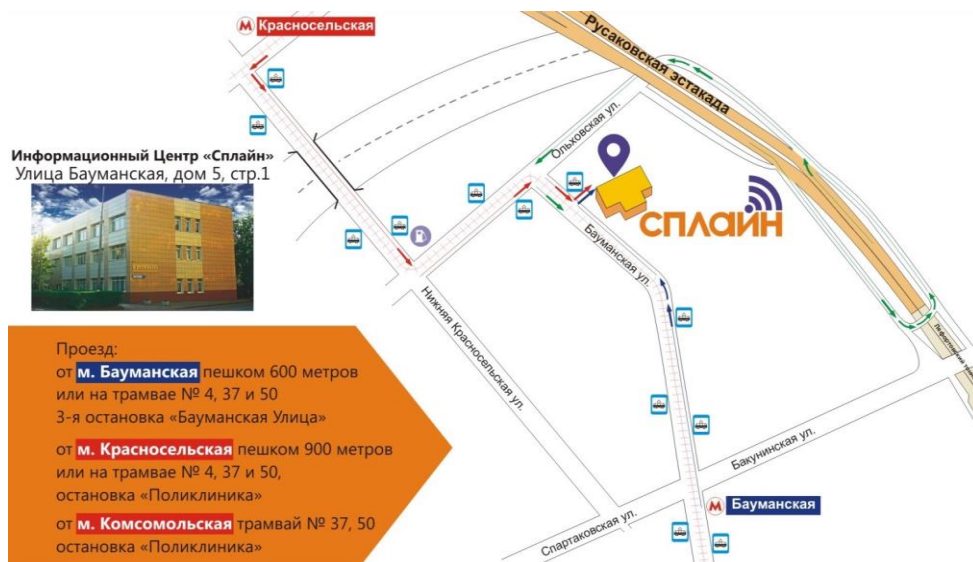 М Красносельская
Русаковская эстакада
Ольховская ул.
Информационный Центр «Сплайн»
Улица Бауманская, дом 5, стр.1
СПЛАЙН
Бауманская ул.
Нижняя Красносельская ул.
Проезд:
от м. Бауманская пешком 600 метров
или на трамвае № 4, 37 и 50
3-я остановка «Бауманская Улица»
от м. Красносельская пешком 900 метров
или на трамвае № 4, 37 и 50,
остановка «Поликлиника»
от м. Комсомольская трамвай № 37, 50
остановка «Поликлиника»
Бакунинская ул.
М Бауманская
Спартаковская ул.